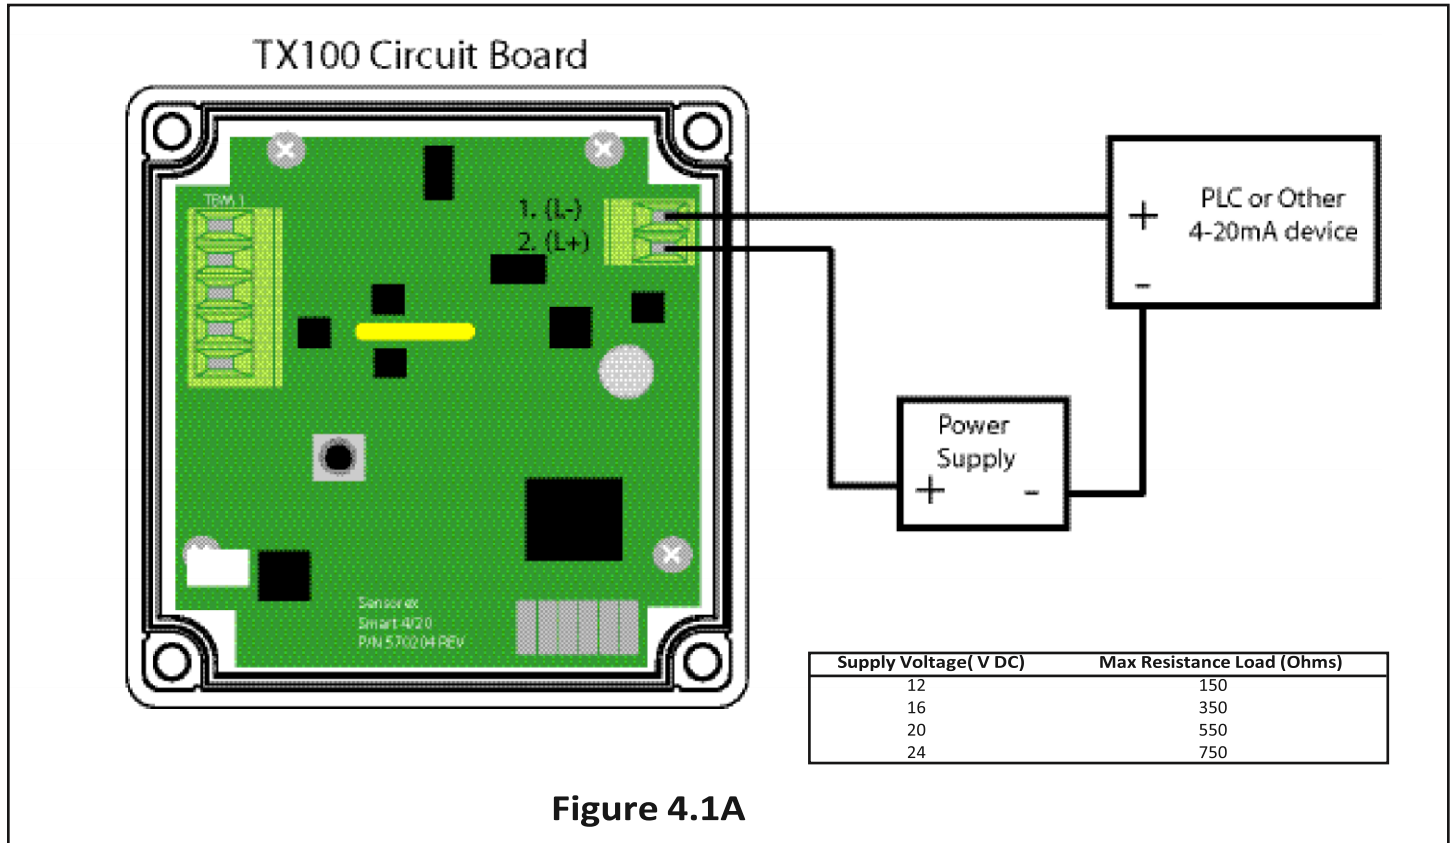 TX100 Circuit Board
TBM 1
1. (L-)
2. (L+)
+
PLC or Other
4-20mA device
-
Power
Supply
+ -
Sensorex
Smart 4/20
P/N 570204 REV
Supply Voltage( V DC) Max Resistance Load (Ohms)
12 150
16 350
20 550
24 750
Figure 4.1A